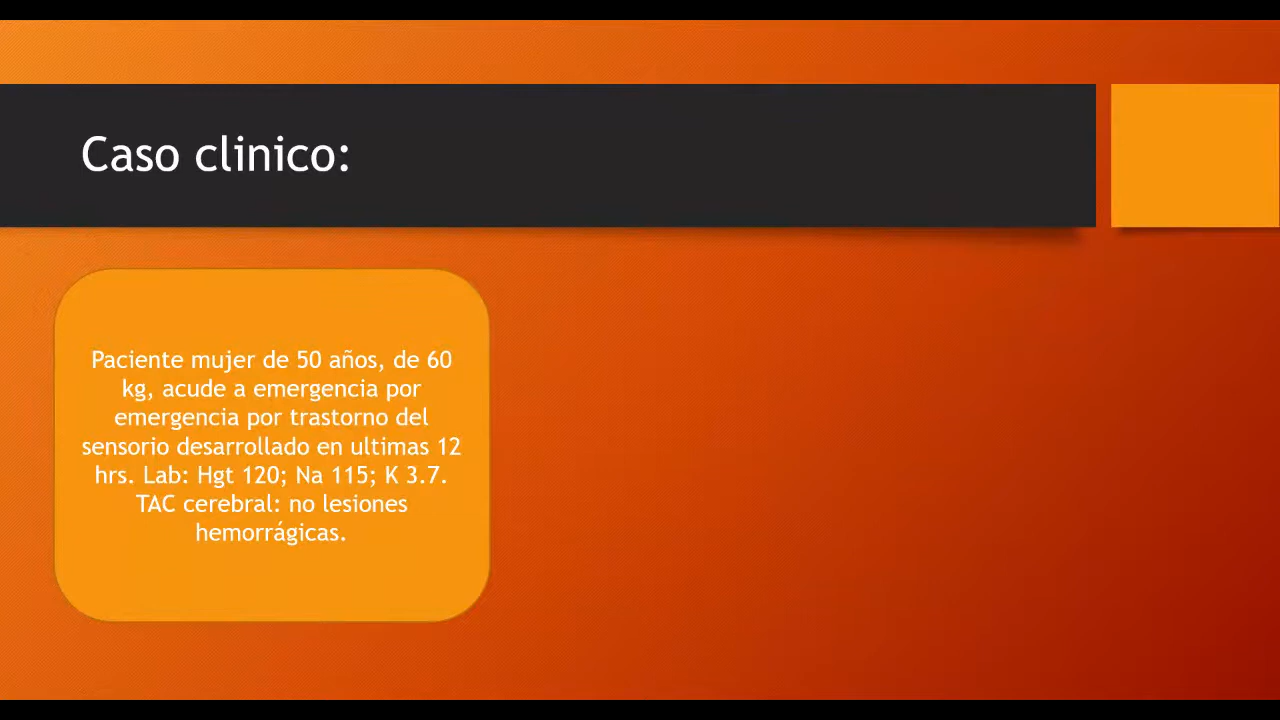 Caso clinico:
Paciente mujer de 50 años, de 60
kg, acude a emergencia por
emergencia por trastorno del
sensorio desarrollado en ultimas 12
hrs. Lab: Hgt 120; Na 115; K 3.7.
TAC cerebral: no lesiones
hemorrágicas.